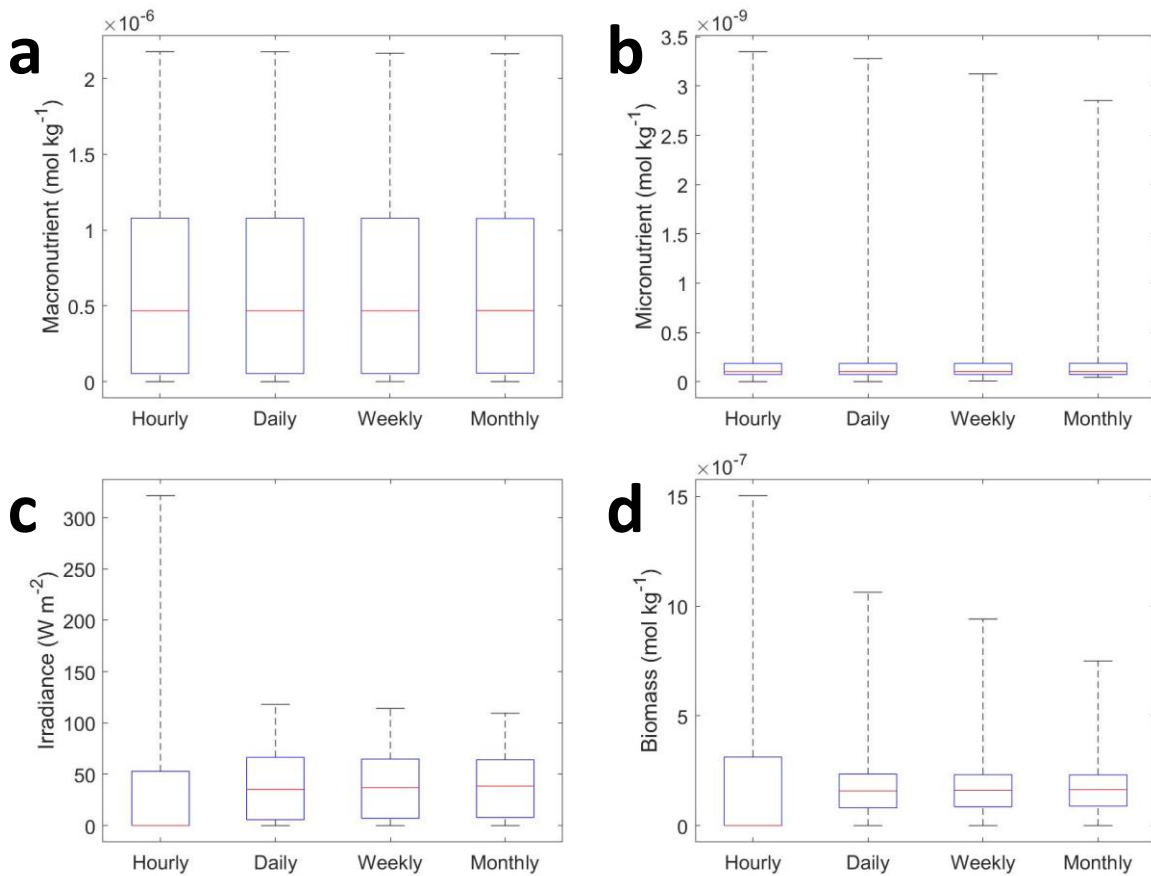 a
×10⁻⁶
Macronutrient (mol kg⁻¹)
2
1.5
1
0.5
0
Hourly Daily Weekly Monthly
b
×10⁻⁹
Micronutrient (mol kg⁻¹)
3.5
3
2.5
2
1.5
1
0.5
0
Hourly Daily Weekly Monthly
c
Irradiance (W m⁻²)
300
250
200
150
100
50
0
Hourly Daily Weekly Monthly
d
×10⁻⁷
Biomass (mol kg⁻¹)
15
10
5
0
Hourly Daily Weekly Monthly